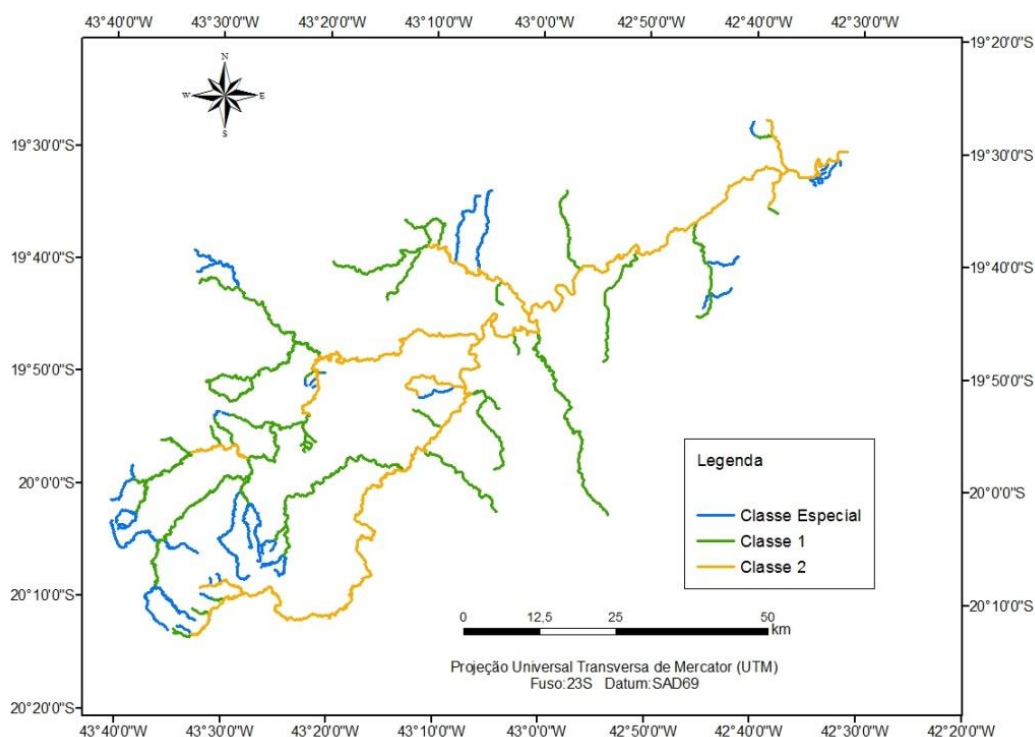 43°40'0"W 43°30'0"W 43°20'0"W 43°10'0"W 43°0'0"W 42°50'0"W 42°40'0"W 42°30'0"W
19°20'0"S
N
W E
S
19°30'0"S 19°30'0"S
19°40'0"S 19°40'0"S
19°50'0"S 19°50'0"S
Legenda
20°0'0"S 20°0'0"S
Classe Especial
Classe 1
Classe 2
20°10'0"S 20°10'0"S
0 12,5 25 50
km
Projeção Universal Transversa de Mercator (UTM)
Fuso:23S Datum:SAD69
20°20'0"S
43°40'0"W 43°30'0"W 43°20'0"W 43°10'0"W 43°0'0"W 42°50'0"W 42°40'0"W 42°30'0"W 42°20'0"W